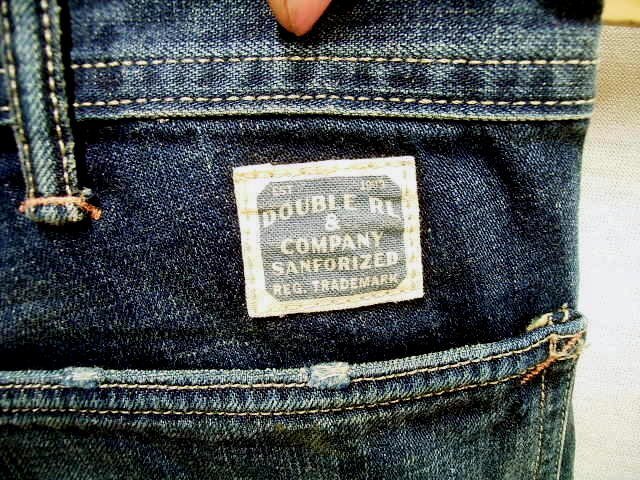 EST 1993
DOUBLE RL
&
COMPANY
SANFORIZED
REG. TRADEMARK